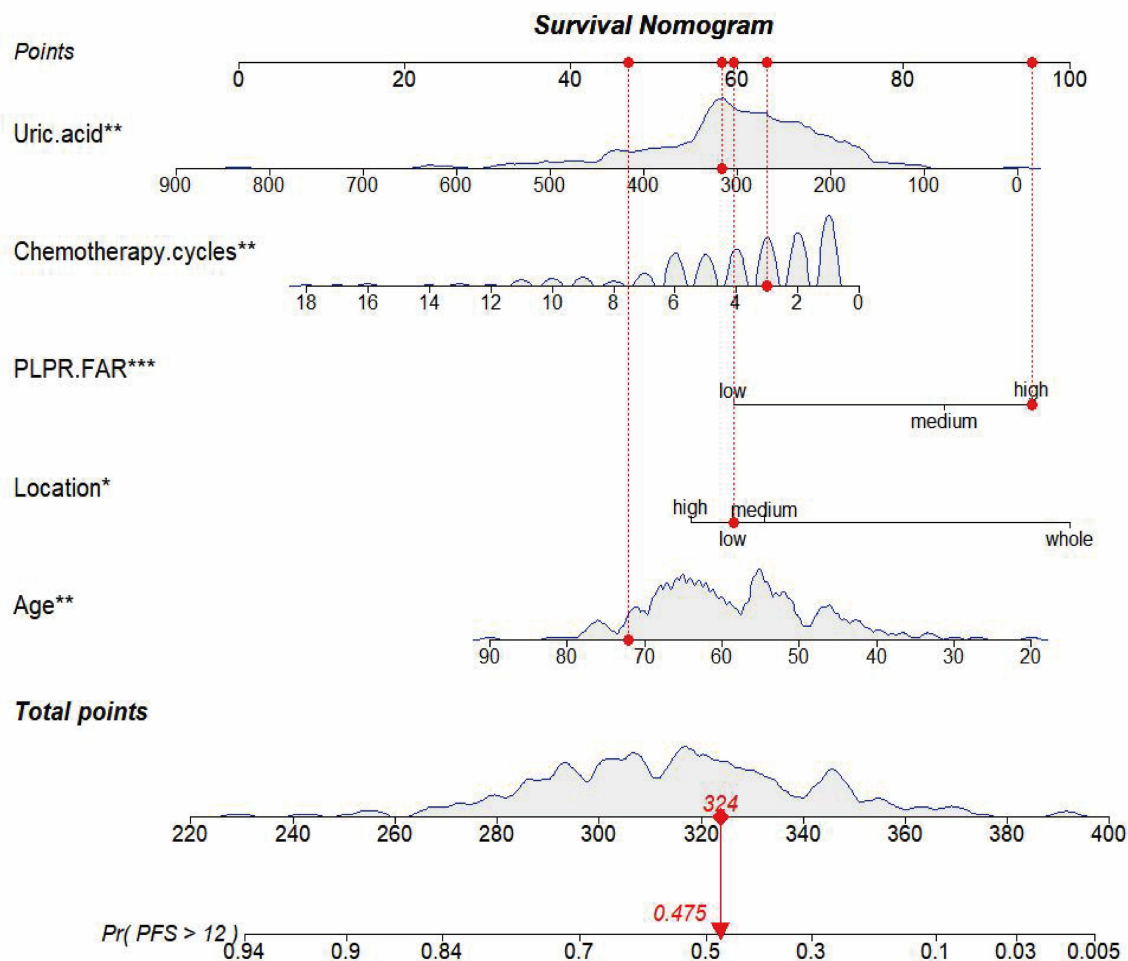 Survival Nomogram
Points
0 20 40 60 80 100
Uric.acid**
900 800 700 600 500 400 300 200 100 0
Chemotherapy.cycles**
18 16 14 12 10 8 6 4 2 0
PLPR.FAR***
low high
medium
Location*
high medium
low whole
Age**
90 80 70 60 50 40 30 20
Total points
324
220 240 260 280 300 320 340 360 380 400
0.475
Pr( PFS > 12 )
0.94 0.9 0.84 0.7 0.5 0.3 0.1 0.03 0.005